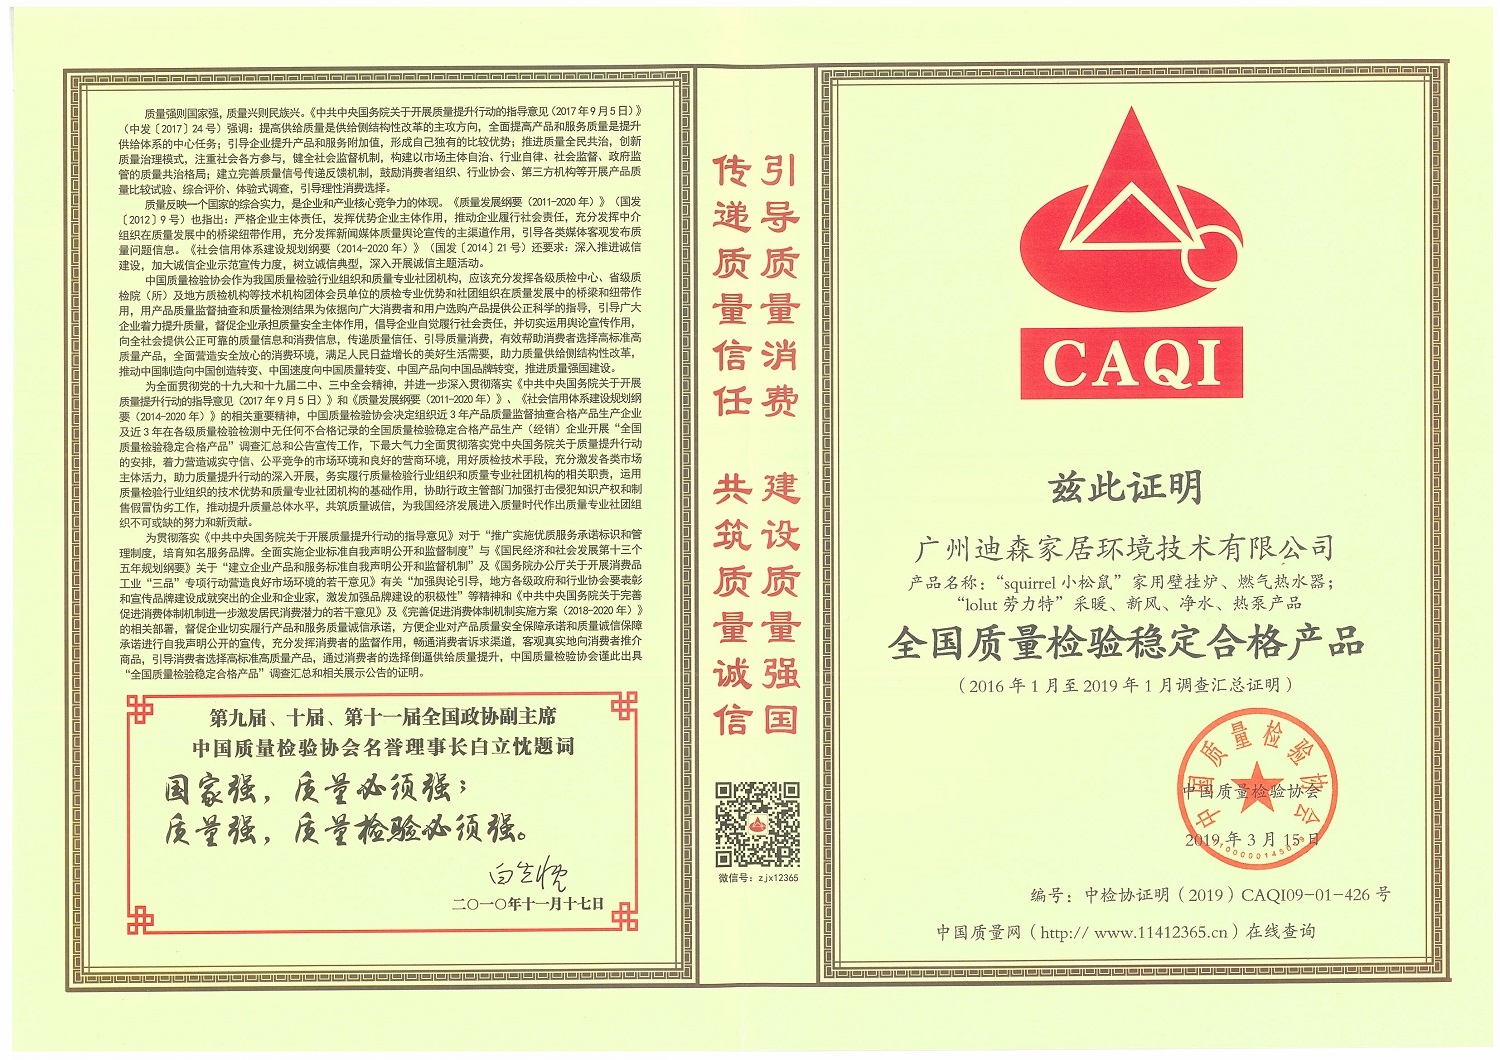 质量强则国家强，质量兴则民族兴。《中共中央国务院关于开展质量提升行动的指导意见（2017年9月5日）》
（中发〔2017〕24号）强调：提高供给质量是供给侧结构性改革的主攻方向，全面提高产品和服务质量是提升
供给体系的中心任务；引导企业提升产品和服务附加值，形成自己独有的比较优势；推进质量全民共治，创新
质量治理模式，注重社会各方参与，健全社会监督机制，构建以市场主体自治、行业自律、社会监督、政府监
管的质量共治格局；建立完善质量信号传递反馈机制，鼓励消费者组织、行业协会、第三方机构等开展产品质
量比较试验、综合评价、体验式调查，引导理性消费选择。
质量反映一个国家的综合实力，是企业和产业核心竞争力的体现。《质量发展纲要（2011-2020年）》（国发
〔2012〕9号）也指出：严格企业主体责任，发挥优势企业主体作用，推动企业履行社会责任，充分发挥中介
组织在质量发展中的桥梁纽带作用，充分发挥新闻媒体质量舆论宣传的主渠道作用，引导各类媒体客观发布质
量问题信息。《社会信用体系建设规划纲要（2014-2020年）》（国发〔2014〕21号）还要求：深入推进诚信
建设，加大诚信企业示范宣传力度，树立诚信典型，深入开展诚信主题活动。
中国质量检验协会作为我国质量检验行业组织和质量专业社团机构，应该充分发挥各级质检中心、省级质
检院（所）及地方质检机构等技术机构团体会员单位的质检专业优势和社团组织在质量发展中的桥梁和纽带作
用，用产品质量监督抽查和质量检测结果为依据向广大消费者和用户选购产品提供公正科学的指导，引导广大
企业着力提升质量，督促企业承担质量安全主体作用，倡导企业自觉履行社会责任，并切实运用舆论宣传作用，
向全社会提供公正可靠的质量信息和消费信息，传递质量信任、引导质量消费，有效帮助消费者选择高标准高
质量产品，全面营造安全放心的消费环境，满足人民日益增长的美好生活需要，助力质量供给侧结构性改革，
推动中国制造向中国创造转变、中国速度向中国质量转变、中国产品向中国品牌转变，推进质量强国建设。
为全面贯彻党的十九大和十九届二中、三中全会精神，并进一步深入贯彻落实《中共中央国务院关于开展
质量提升行动的指导意见（2017年9月5日）》和《质量发展纲要（2011-2020年）》、《社会信用体系建设规划纲
要（2014-2020年）》的相关重要精神，中国质量检验协会决定组织近3年产品质量监督抽查合格产品生产企业
及近3年在各级质量检验检测中无任何不合格记录的全国质量检验稳定合格产品生产（经销）企业开展“全国
质量检验稳定合格产品”调查汇总和公告宣传工作，下最大气力全面贯彻落实党中央国务院关于质量提升行动
的安排，着力营造诚实守信、公平竞争的市场环境和良好的营商环境，用好质检技术手段，充分激发各类市场
主体活力，助力质量提升行动的深入开展，务实履行质量检验行业组织和质量专业社团机构的相关职责，运用
质量检验行业组织的技术优势和质量专业社团机构的基础作用，协助行政主管部门加强打击侵犯知识产权和制
售假冒伪劣工作，推动提升质量总体水平，共筑质量诚信，为我国经济发展进入质量时代作出质量专业社团组
织不可或缺的努力和新贡献。
为贯彻落实《中共中央国务院关于开展质量提升行动的指导意见》对于“推广实施优质服务承诺标识和管
理制度，培育知名服务品牌。全面实施企业标准自我声明公开和监督制度”与《国民经济和社会发展第十三个
五年规划纲要》关于“建立企业产品和服务标准自我声明公开和监督机制”及《国务院办公厅关于开展消费品
工业“三品”专项行动营造良好市场环境的若干意见》有关“加强舆论引导，地方各级政府和行业协会要表彰
和宣传品牌建设成就突出的企业和企业家，激发加强品牌建设的积极性”等精神和《中共中央国务院关于完善
促进消费体制机制进一步激发居民消费潜力的若干意见》及《完善促进消费体制机制实施方案（2018-2020年）》
的相关部署，督促企业切实履行产品和服务质量诚信承诺，方便企业对产品质量安全保障承诺和质量诚信保障
承诺进行自我声明公开的宣传，充分发挥消费者的监督作用，畅通消费者诉求渠道，客观真实地向消费者推介
商品，引导消费者选择高标准高质量产品，通过消费者的选择倒逼供给质量提升，中国质量检验协会谨此出具
“全国质量检验稳定合格产品”调查汇总和相关展示公告的证明。
第九届、十届、第十一届全国政协副主席
中国质量检验协会名誉理事长白立忱题词
国家强，质量必须强；
质量强，质量检验必须强。
白立忱
二〇一〇年十一月十七日
引导质量消费 建设质量强国
传递质量信任 共筑质量诚信
微信号：zjx12365
CAQI
兹此证明
广州迪森家居环境技术有限公司
产品名称：“squirrel小松鼠”家用壁挂炉、燃气热水器；
“lolut劳力特”采暖、新风、净水、热泵产品
全国质量检验稳定合格产品
（2016年1月至2019年1月调查汇总证明）
中国质量检验协会
中国质量检验协会
2019年3月15日
编号：中检协证明（2019）CAQI09-01-426号
中国质量网（http:// www.11412365.cn）在线查询